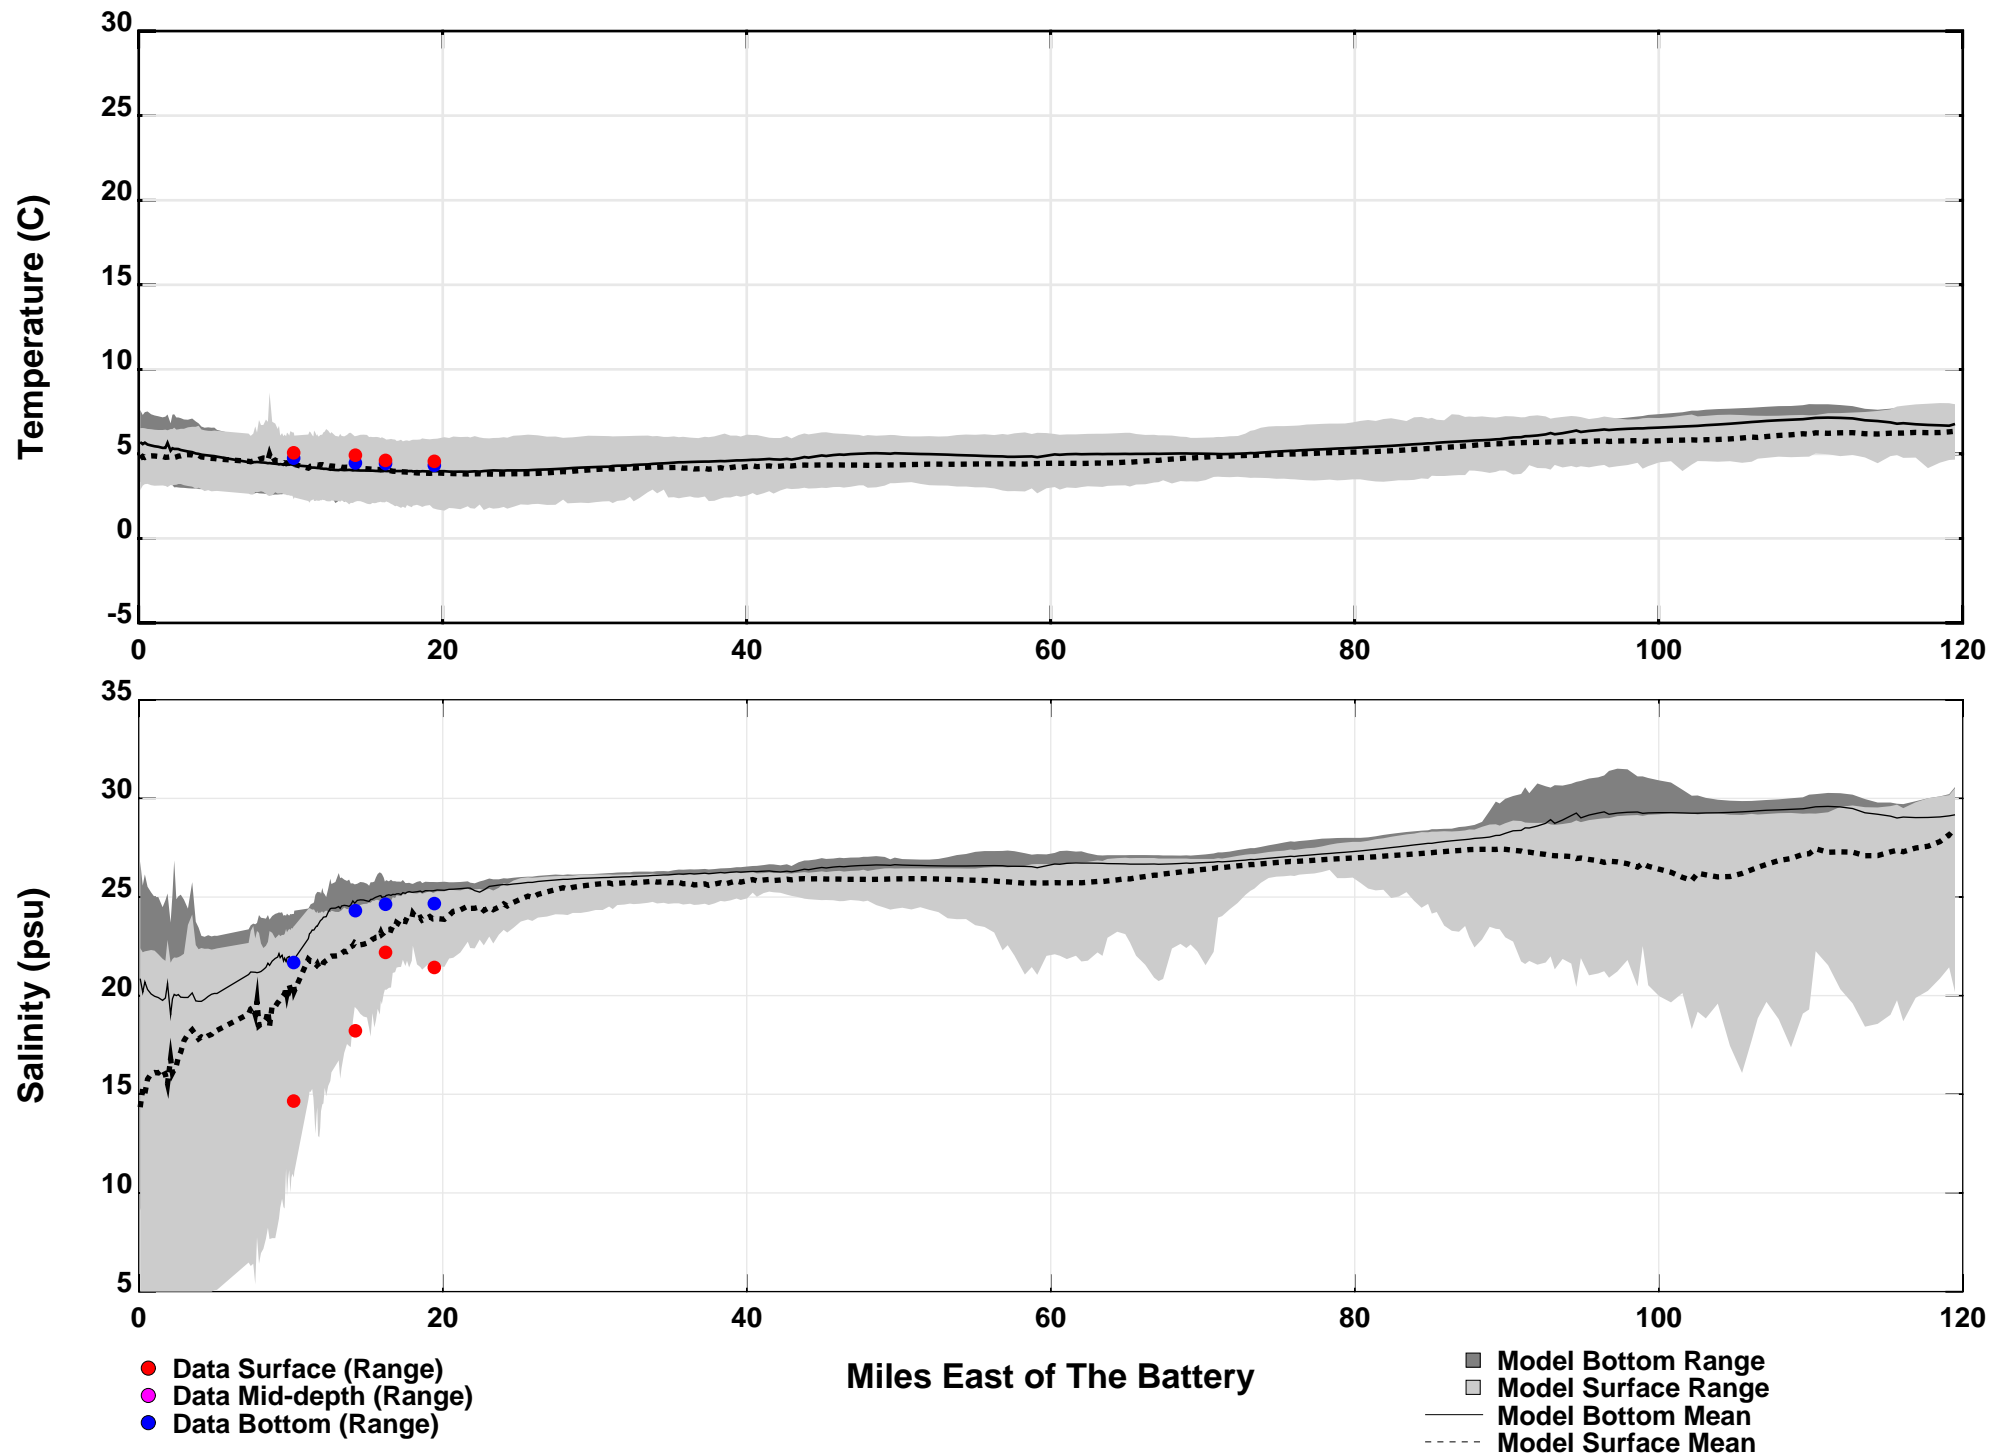 30
25
20
15
10
5
0
-5
Temperature (C)
0 20 40 60 80 100 120
35
30
25
20
15
10
5
Salinity (psu)
0 20 40 60 80 100 120
Miles East of The Battery
Data Surface (Range)
Data Mid-depth (Range)
Data Bottom (Range)
Model Bottom Range
Model Surface Range
Model Bottom Mean
Model Surface Mean